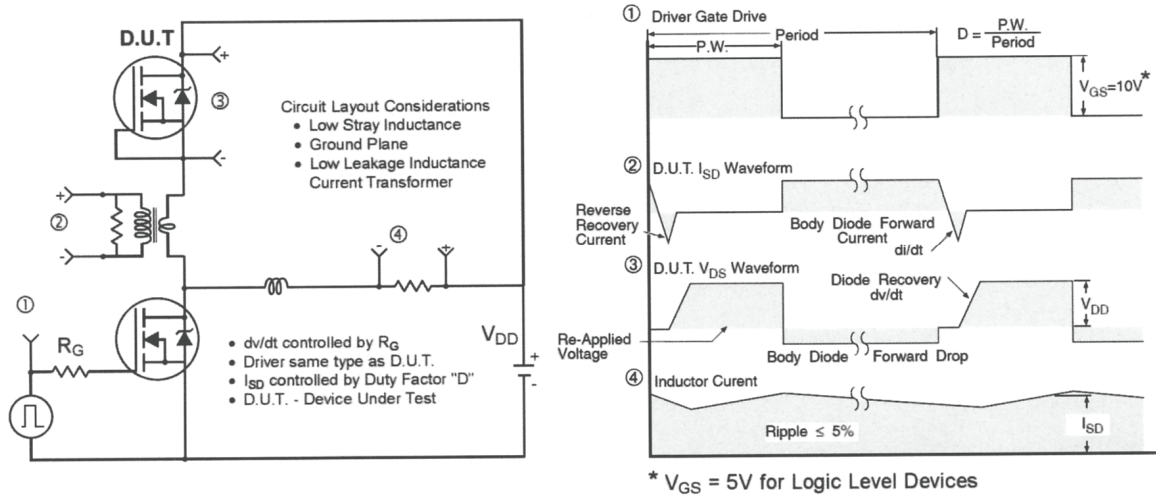 D.U.T
+
③
-
Circuit Layout Considerations
• Low Stray Inductance
• Ground Plane
• Low Leakage Inductance
Current Transformer
+
②
-
④
- +
①
R_G
V_DD
+
-
• dv/dt controlled by R_G
• Driver same type as D.U.T.
• I_SD controlled by Duty Factor "D"
• D.U.T. - Device Under Test
① Driver Gate Drive
P.W.
Period
D = P.W. / Period
V_GS=10V*
② D.U.T. I_SD Waveform
Reverse
Recovery
Current
Body Diode Forward
Current
di/dt
③ D.U.T. V_DS Waveform
Diode Recovery
dv/dt
V_DD
Re-Applied
Voltage
Body Diode Forward Drop
④ Inductor Curent
Ripple ≤ 5%
I_SD
* V_GS = 5V for Logic Level Devices